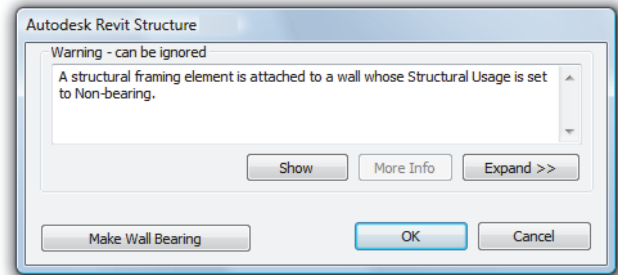 Autodesk Revit Structure
Warning - can be ignored
A structural framing element is attached to a wall whose Structural Usage is set
to Non-bearing.
Show More Info Expand >>
Make Wall Bearing OK Cancel